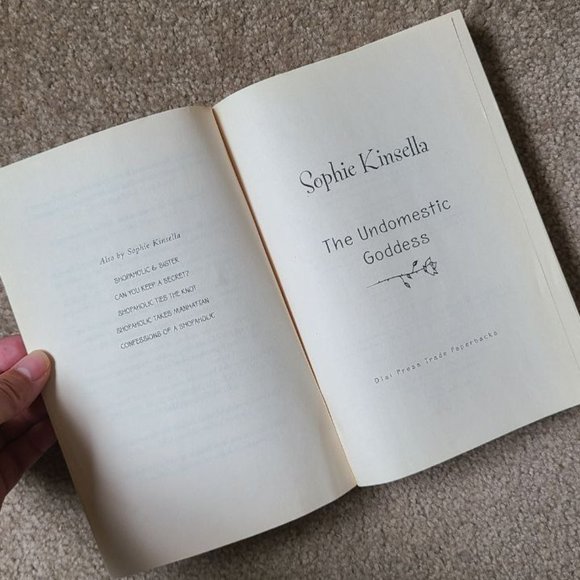 Also by Sophie Kinsella
SHOPAHOLIC & SISTER
CAN YOU KEEP A SECRET?
SHOPAHOLIC TIES THE KNOT
SHOPAHOLIC TAKES MANHATTAN
CONFESSIONS OF A SHOPAHOLIC
Sophie Kinsella
The Undomestic
Goddess
Dial Press Trade Paperbacks